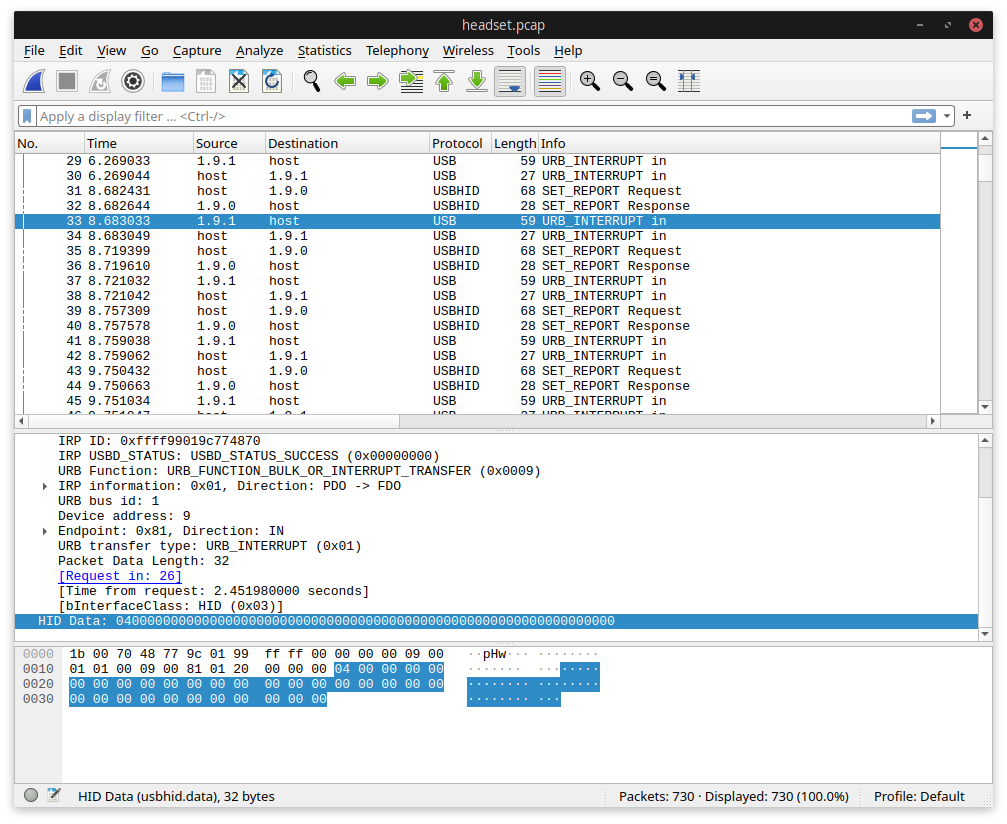 headset.pcap
File Edit View Go Capture Analyze Statistics Telephony Wireless Tools Help
Apply a display filter ... <Ctrl-/>
No. Time Source Destination Protocol Length Info
29 6.269033 1.9.1 host USB 59 URB_INTERRUPT in
30 6.269044 host 1.9.1 USB 27 URB_INTERRUPT in
31 8.682431 host 1.9.0 USBHID 68 SET_REPORT Request
32 8.682644 1.9.0 host USBHID 28 SET_REPORT Response
33 8.683033 1.9.1 host USB 59 URB_INTERRUPT in
34 8.683049 host 1.9.1 USB 27 URB_INTERRUPT in
35 8.719399 host 1.9.0 USBHID 68 SET_REPORT Request
36 8.719610 1.9.0 host USBHID 28 SET_REPORT Response
37 8.721032 1.9.1 host USB 59 URB_INTERRUPT in
38 8.721042 host 1.9.1 USB 27 URB_INTERRUPT in
39 8.757309 host 1.9.0 USBHID 68 SET_REPORT Request
40 8.757578 1.9.0 host USBHID 28 SET_REPORT Response
41 8.759038 1.9.1 host USB 59 URB_INTERRUPT in
42 8.759062 host 1.9.1 USB 27 URB_INTERRUPT in
43 9.750432 host 1.9.0 USBHID 68 SET_REPORT Request
44 9.750663 1.9.0 host USBHID 28 SET_REPORT Response
45 9.751034 1.9.1 host USB 59 URB_INTERRUPT in
IRP ID: 0xffff99019c774870
IRP USBD_STATUS: USBD_STATUS_SUCCESS (0x00000000)
URB Function: URB_FUNCTION_BULK_OR_INTERRUPT_TRANSFER (0x0009)
IRP information: 0x01, Direction: PDO -> FDO
URB bus id: 1
Device address: 9
Endpoint: 0x81, Direction: IN
URB transfer type: URB_INTERRUPT (0x01)
Packet Data Length: 32
[Request in: 26]
[Time from request: 2.451980000 seconds]
[bInterfaceClass: HID (0x03)]
HID Data: 0400000000000000000000000000000000000000000000000000000000000000
0000 1b 00 70 48 77 9c 01 99 ff ff 00 00 00 00 09 00 ··pHw··· ········
0010 01 01 00 09 00 81 01 20 00 00 00 04 00 00 00 00 ······· ········
0020 00 00 00 00 00 00 00 00 00 00 00 00 00 00 00 00 ········ ········
0030 00 00 00 00 00 00 00 00 00 00 00 ········ ···
HID Data (usbhid.data), 32 bytes Packets: 730 · Displayed: 730 (100.0%) Profile: Default